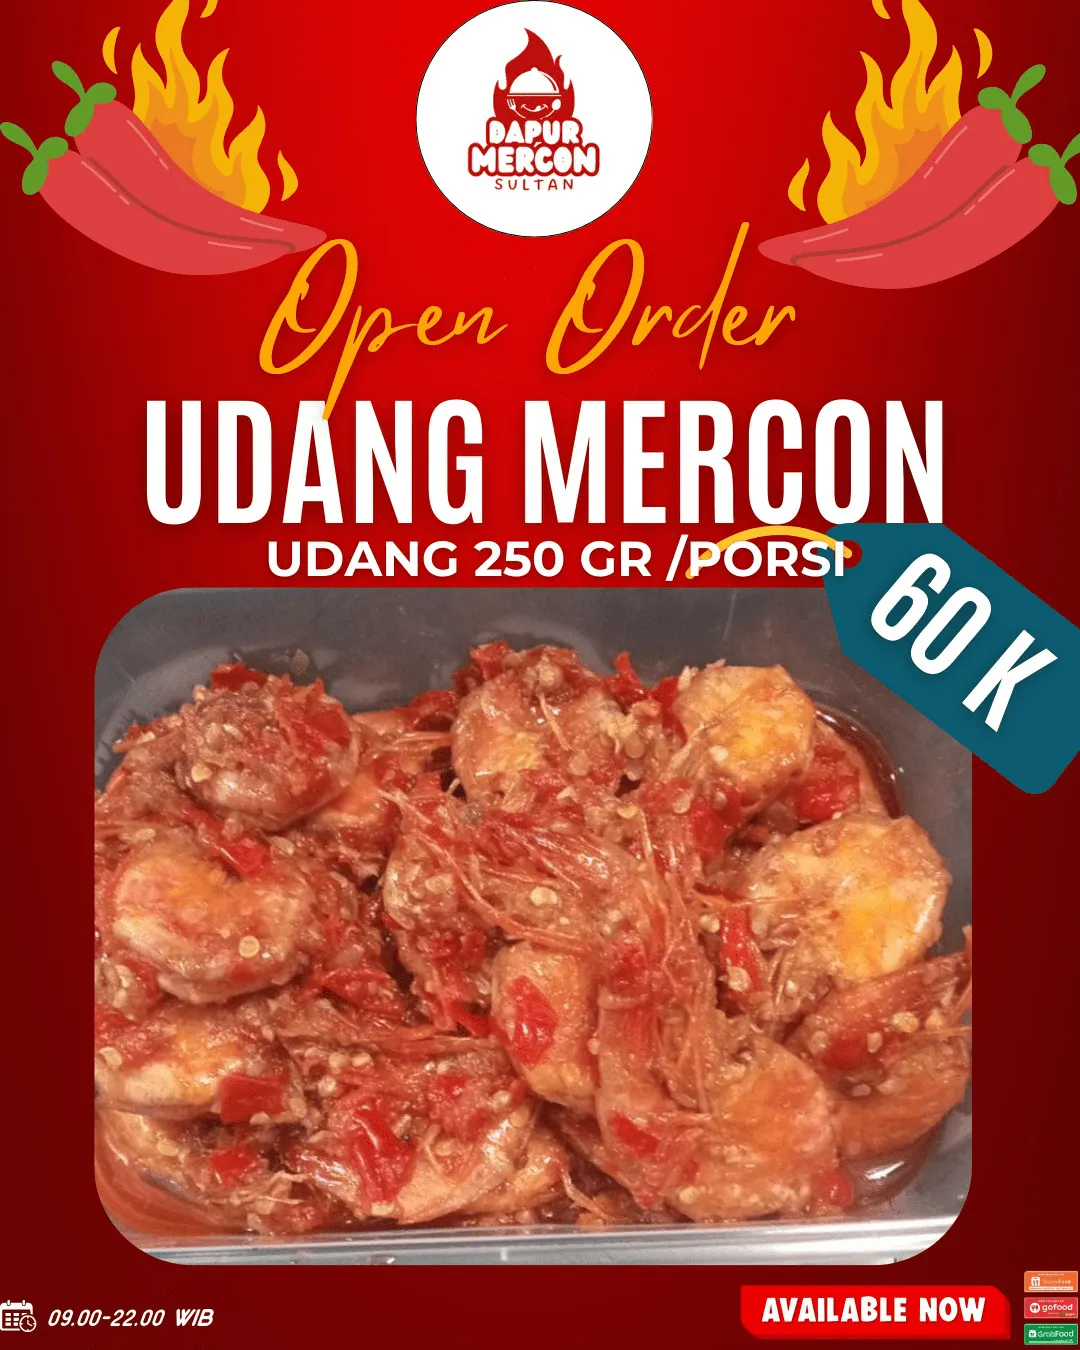 DAPUR
MERCON
SULTAN
Open Order
UDANG MERCON
UDANG 250 GR /PORSI
60 K
09.00-22.00 WIB
AVAILABLE NOW
ShopeeFood
gofood
GrabFood